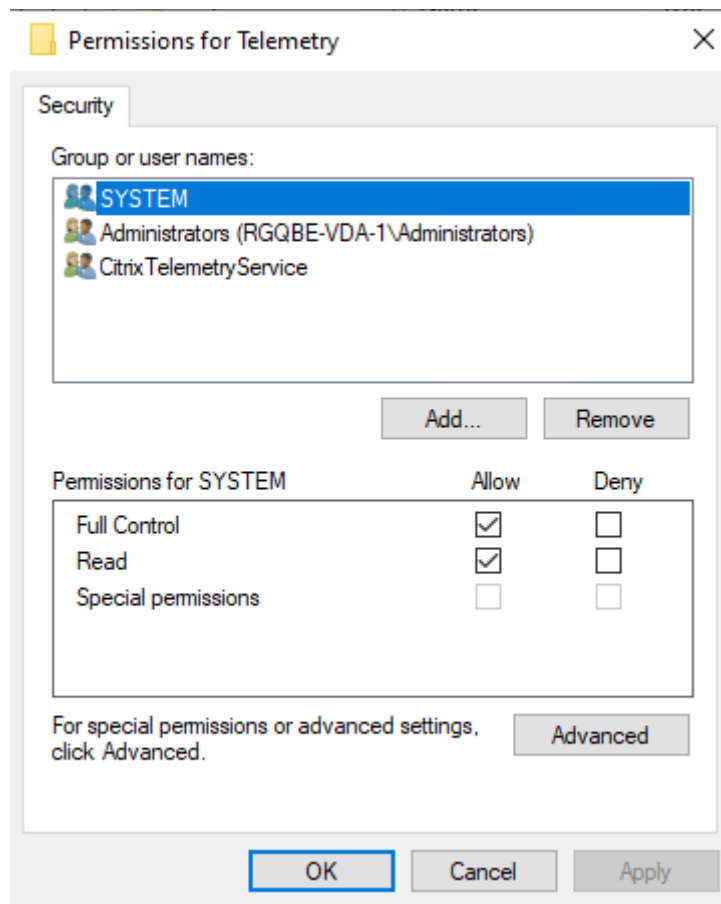 Permissions for Telemetry
Security
Group or user names:
SYSTEM
Administrators (RGQBE-VDA-1\Administrators)
CitrixTelemetryService
Add... Remove
Permissions for SYSTEM Allow Deny
Full Control
Read
Special permissions
For special permissions or advanced settings,
click Advanced.
Advanced
OK Cancel Apply